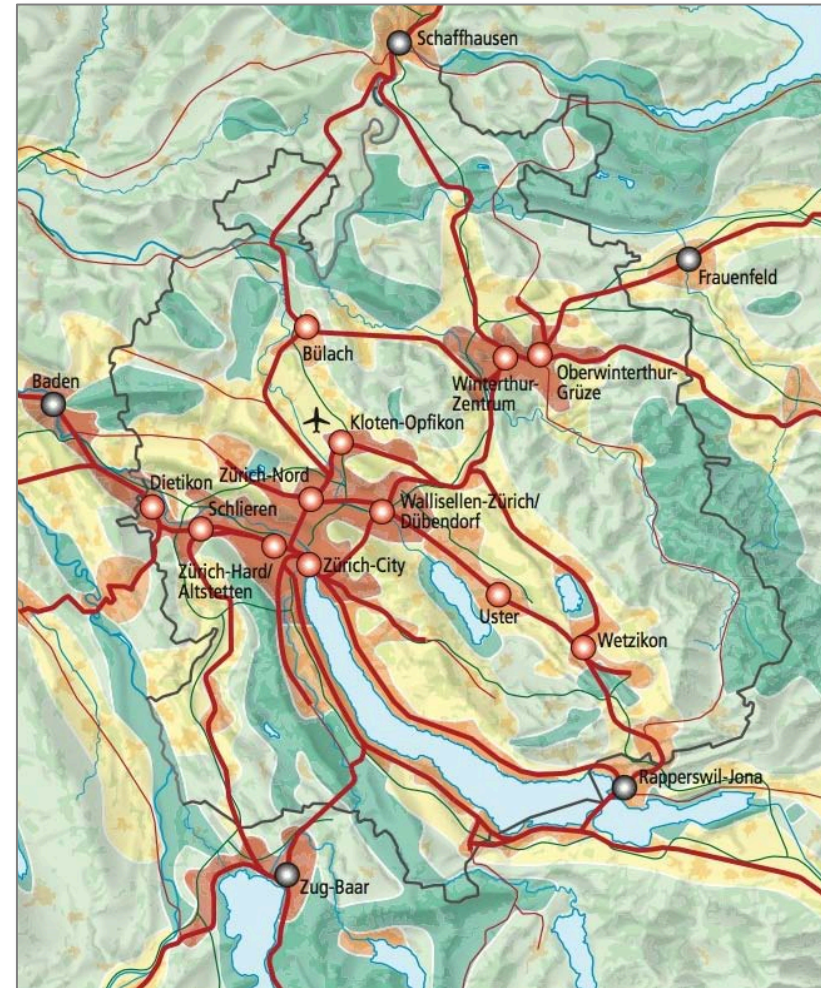 Schaffhausen
Frauenfeld
Bülach
Winterthur-
Zentrum
Oberwinterthur-
Grüze
Baden
Kloten-Opfikon
Zürich-Nord
Dietikon
Schlieren
Wallisellen-Zürich/
Dübendorf
Zürich-Hard/
Altstetten
Zürich-City
Uster
Wetzikon
Rapperswil-Jona
Zug-Baar